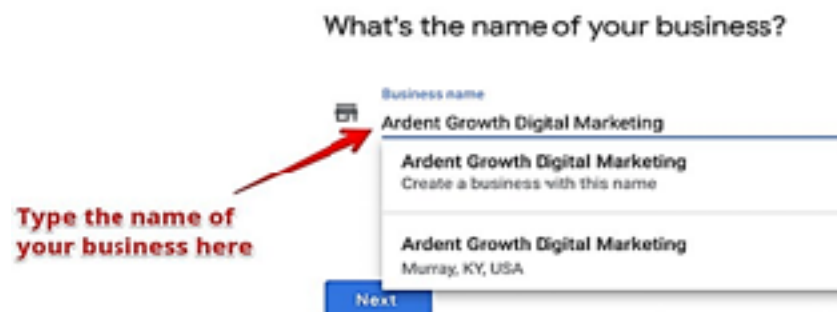 What's the name of your business?
Business name
Ardent Growth Digital Marketing
Ardent Growth Digital Marketing
Create a business with this name
Type the name of
your business here
Ardent Growth Digital Marketing
Murray, KY, USA
Next